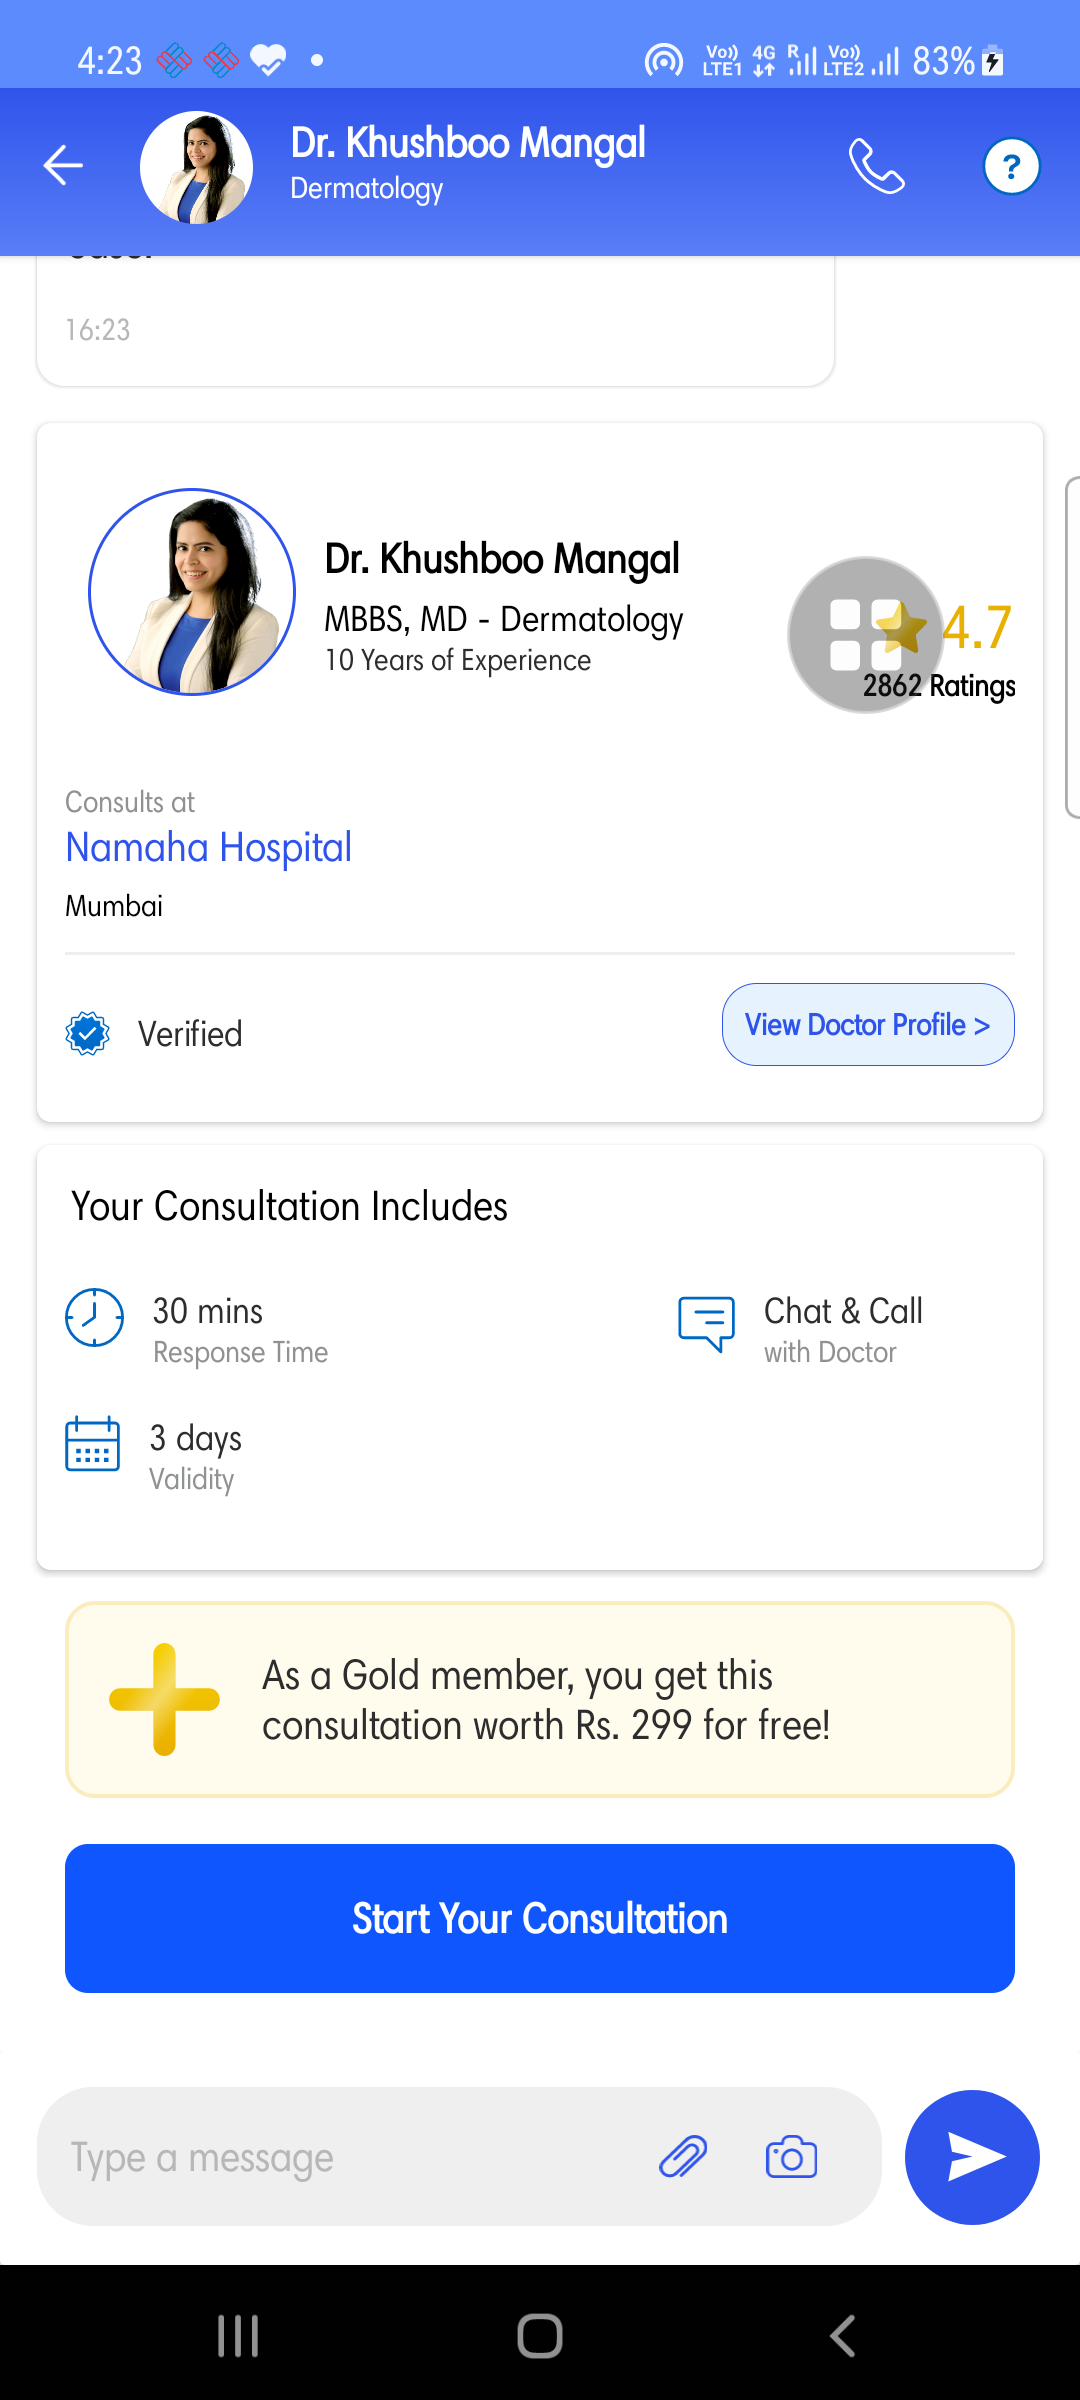 4:23
Vo)) LTE1 4G R Vo)) LTE2 83%
Dr. Khushboo Mangal
Dermatology
?
16:23
Dr. Khushboo Mangal
MBBS, MD - Dermatology
10 Years of Experience
4.7
2862 Ratings
Consults at
Namaha Hospital
Mumbai
Verified
View Doctor Profile >
Your Consultation Includes
30 mins
Response Time
Chat & Call
with Doctor
3 days
Validity
As a Gold member, you get this
consultation worth Rs. 299 for free!
Start Your Consultation
Type a message